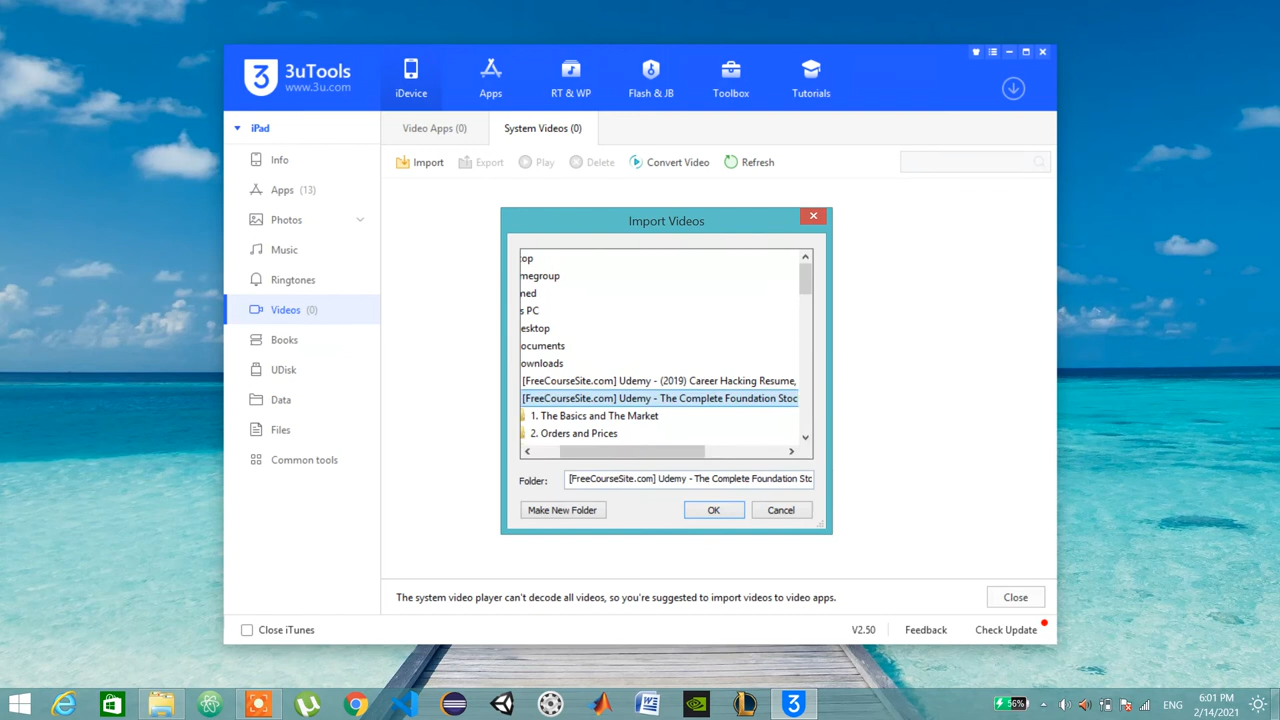 3uTools
www.3u.com
iDevice
Apps
RT & WP
Flash & JB
Toolbox
Tutorials
iPad
Info
Apps (13)
Photos
Music
Ringtones
Videos (0)
Books
UDisk
Data
Files
Common tools
Video Apps (0)
System Videos (0)
Import
Export
Play
Delete
Convert Video
Refresh
Import Videos
top
megroup
med
s PC
esktop
ocuments
ownloads
[FreeCourseSite.com] Udemy - (2019) Career Hacking Resume,
[FreeCourseSite.com] Udemy - The Complete Foundation Stoc
1. The Basics and The Market
2. Orders and Prices
Folder:
[FreeCourseSite.com] Udemy - The Complete Foundation Stc
Make New Folder
OK
Cancel
The system video player can't decode all videos, so you're suggested to import videos to video apps.
Close
Close iTunes
V2.50
Feedback
Check Update
56%
ENG
6:01 PM
2/14/2021